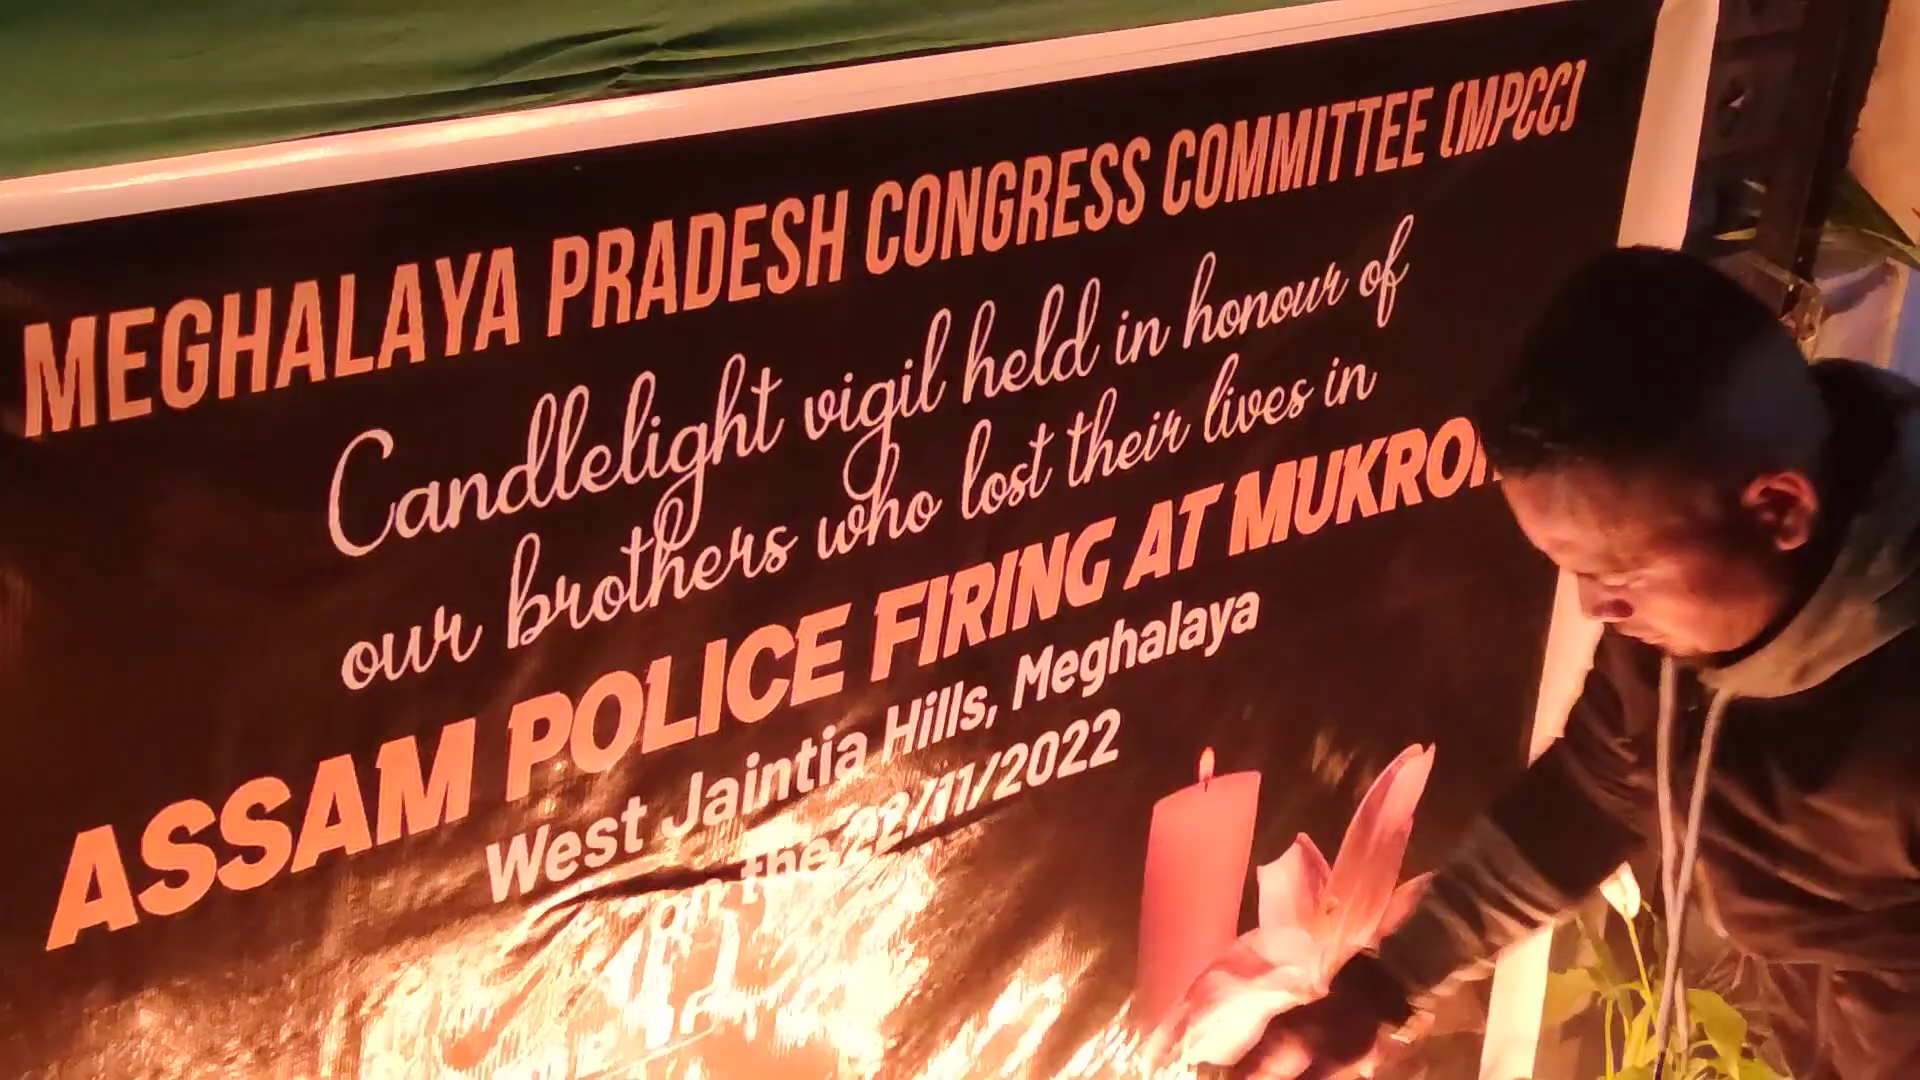 MEGHALAYA PRADESH CONGRESS COMMITTEE (MPCC)
Candlelight vigil held in honour of
our brothers who lost their lives in
ASSAM POLICE FIRING AT
West Jaintia Hills, Meghalaya
on the 22/11/2022